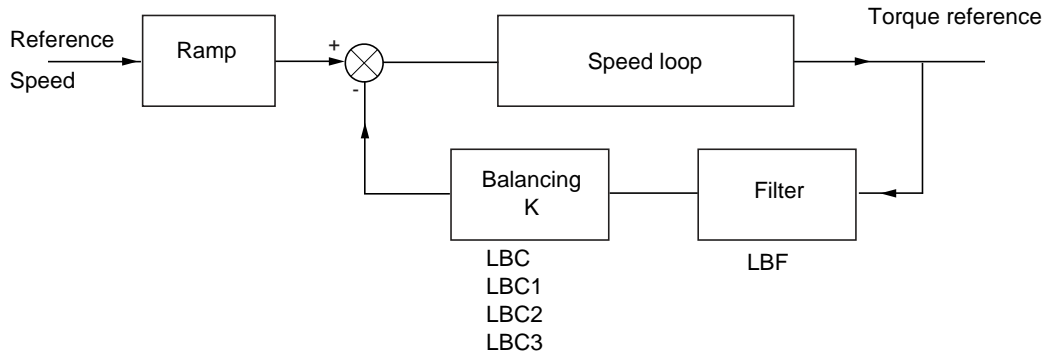 Torque reference
Reference
Speed
Ramp
+
-
Speed loop
Balancing
K
Filter
LBC
LBC1
LBC2
LBC3
LBF